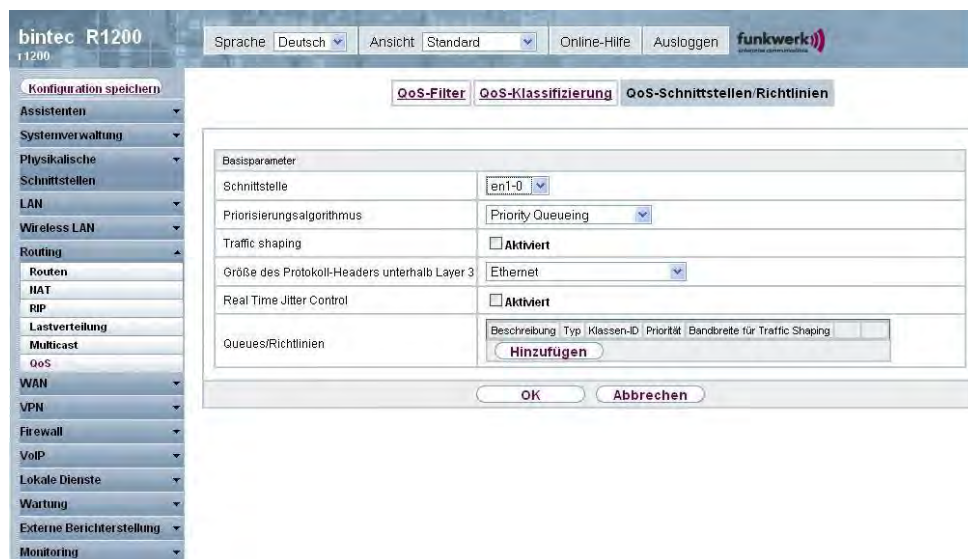 bintec R1200
r1200
Sprache Deutsch Ansicht Standard Online-Hilfe Ausloggen funkwerk
Konfiguration speichern
Assistenten
Systemverwaltung
Physikalische
Schnittstellen
LAN
Wireless LAN
Routing
Routen
NAT
RIP
Lastverteilung
Multicast
QoS
WAN
VPN
Firewall
VoIP
Lokale Dienste
Wartung
Externe Berichterstellung
Monitoring
QoS-Filter QoS-Klassifizierung QoS-Schnittstellen/Richtlinien
Basisparameter
Schnittstelle en1-0
Priorisierungsalgorithmus Priority Queueing
Traffic shaping Aktiviert
Größe des Protokoll-Headers unterhalb Layer 3 Ethernet
Real Time Jitter Control Aktiviert
Queues/Richtlinien
Beschreibung Typ Klassen-ID Priorität Bandbreite für Traffic Shaping
Hinzufügen
OK Abbrechen